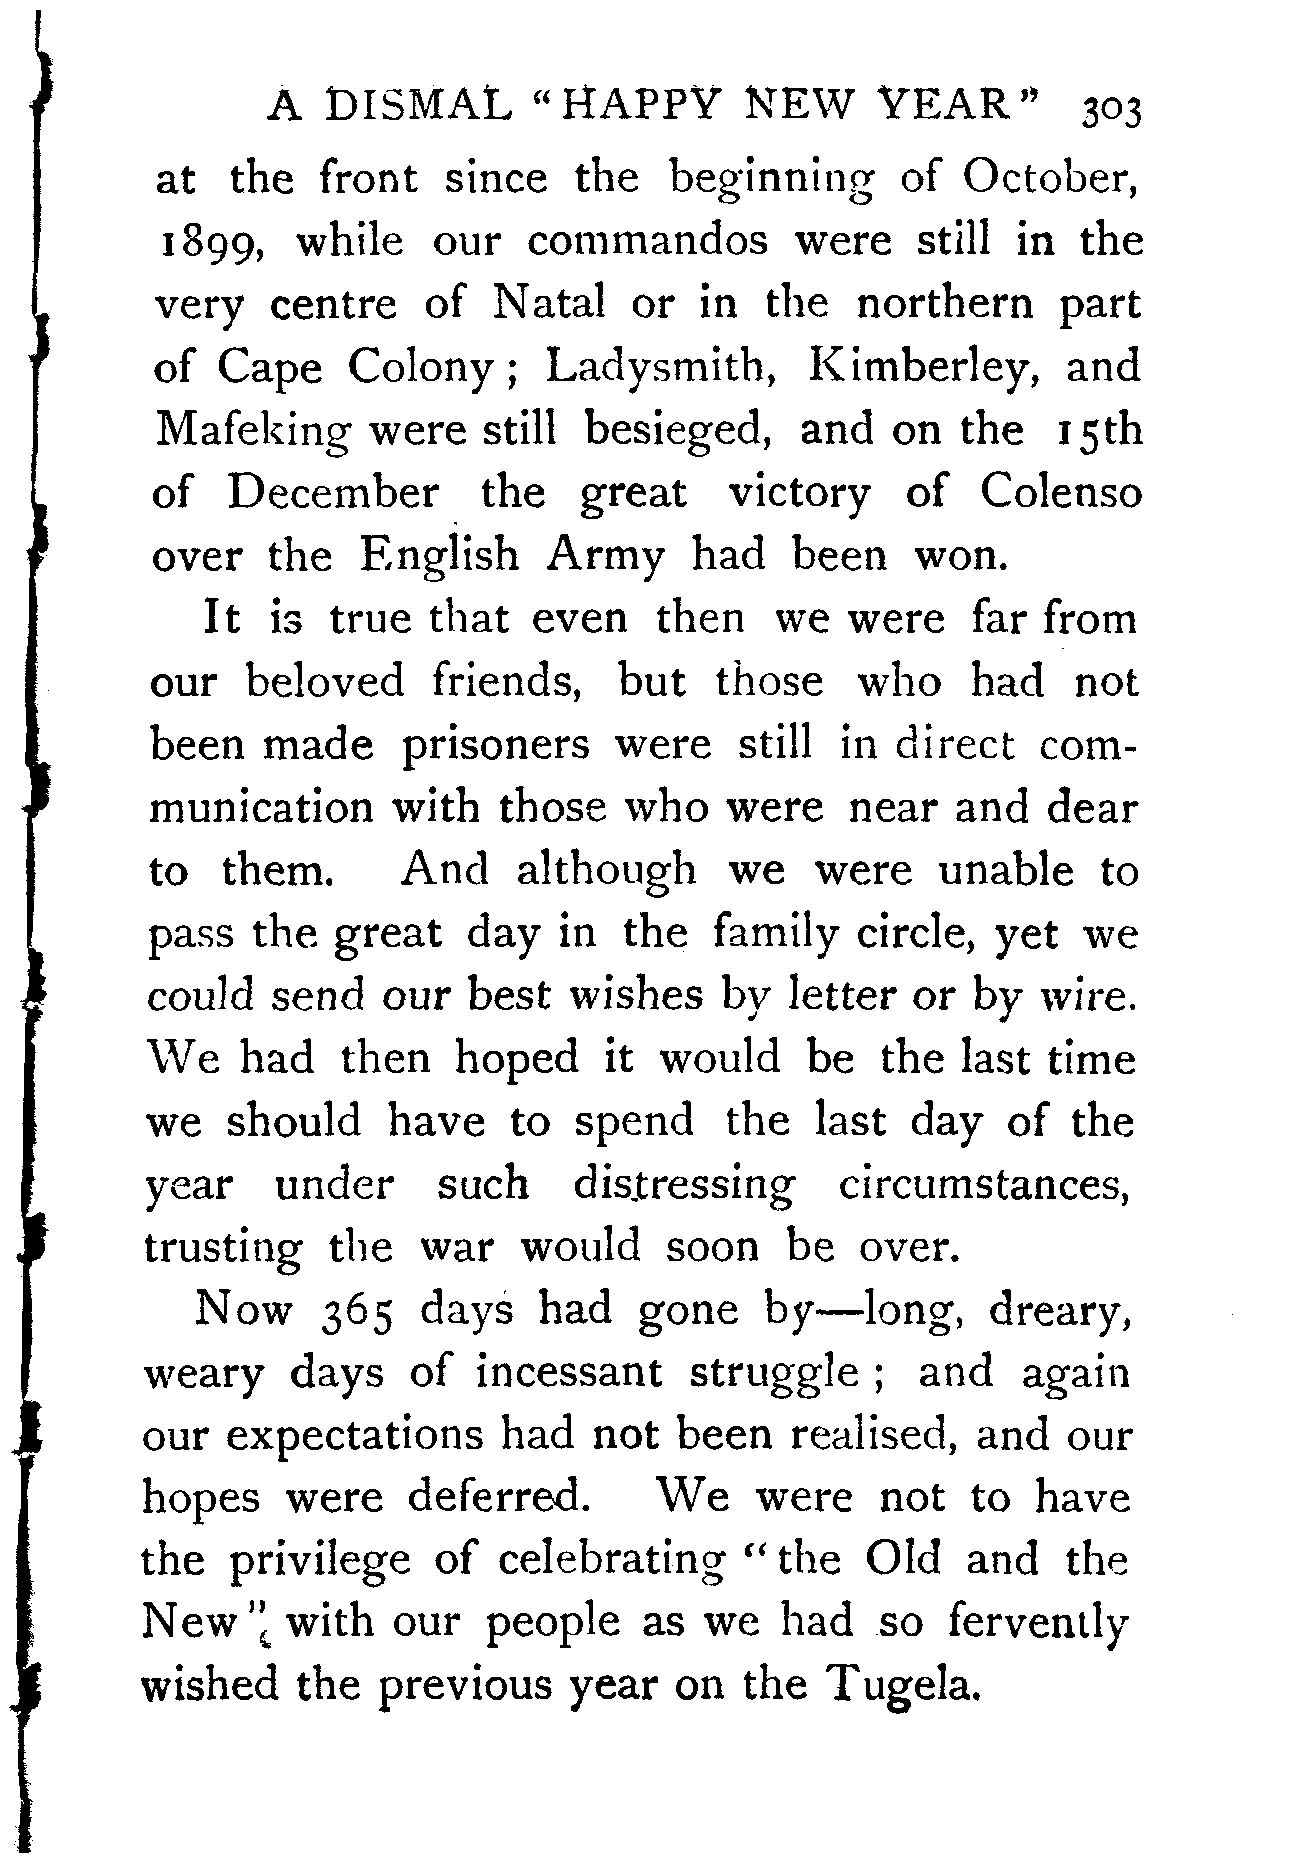 A DISMAL “HAPPY NEW YEAR” 303
at the front since the beginning of October,
1899, while our commandos were still in the
very centre of Natal or in the northern part
of Cape Colony; Ladysmith, Kimberley, and
Mafeking were still besieged, and on the 15th
of December the great victory of Colenso
over the English Army had been won.
It is true that even then we were far from
our beloved friends, but those who had not
been made prisoners were still in direct com-
munication with those who were near and dear
to them. And although we were unable to
pass the great day in the family circle, yet we
could send our best wishes by letter or by wire.
We had then hoped it would be the last time
we should have to spend the last day of the
year under such distressing circumstances,
trusting the war would soon be over.
Now 365 days had gone by—long, dreary,
weary days of incessant struggle; and again
our expectations had not been realised, and our
hopes were deferred. We were not to have
the privilege of celebrating “the Old and the
New” with our people as we had so fervently
wished the previous year on the Tugela.